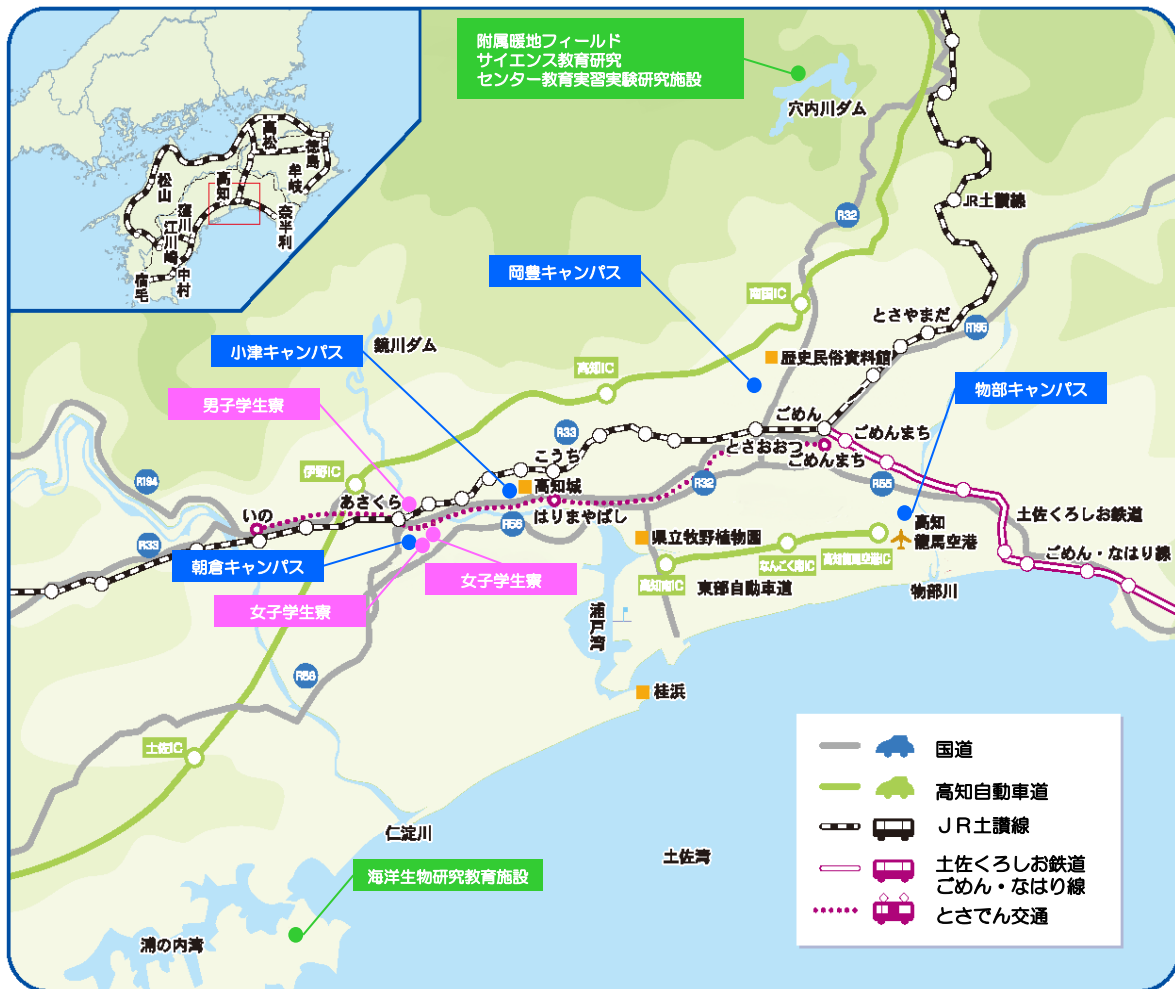 附属暖地フィールド
サイエンス教育研究
センター教育実習実験研究施設
穴内川ダム
高松
徳島
松山
高知
牟岐
窪川
江川崎
奈半利
中村
宿毛
JR土讃線
R32
岡豊キャンパス
南国IC
とさやまだ
R195
小津キャンパス
鏡川ダム
歴史民俗資料館
高知IC
物部キャンパス
男子学生寮
ごめん
ごめんまち
R33
とさおおつ
ごめんまち
こうち
伊野IC
R194
高知城
R32
R55
あさくら
いの
はりまやばし
R56
土佐くろしお鉄道
高知
龍馬空港
R33
県立牧野植物園
朝倉キャンパス
なんこく南IC
高知龍馬空港IC
ごめん・なはり線
女子学生寮
高知南IC
東部自動車道
物部川
女子学生寮
浦戸湾
R56
桂浜
土佐IC
国道
高知自動車道
JR土讃線
土佐くろしお鉄道
ごめん・なはり線
とさでん交通
仁淀川
土佐湾
海洋生物研究教育施設
浦の内湾